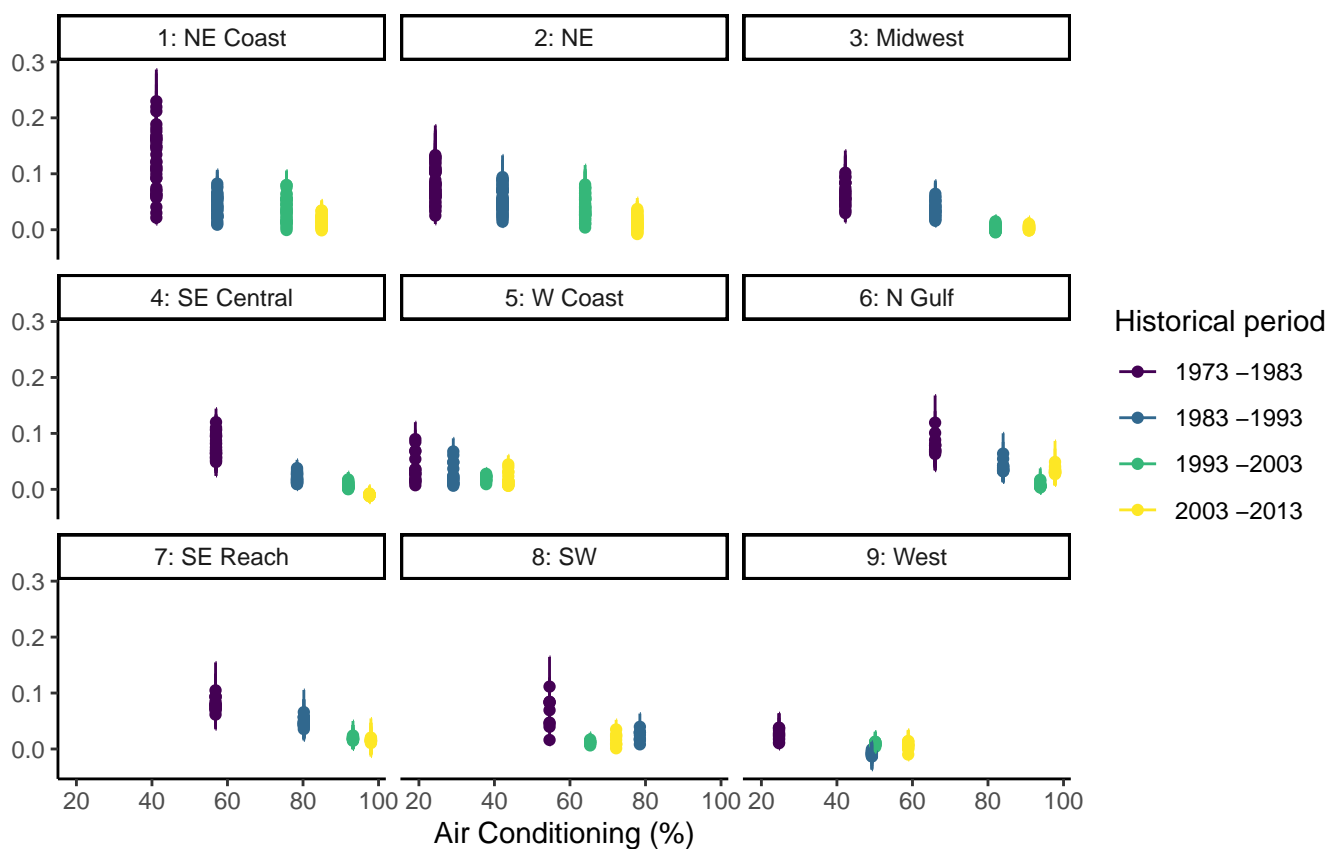 1: NE Coast
2: NE
3: Midwest
0.3
0.2
0.1
0.0
4: SE Central
5: W Coast
6: N Gulf
0.3
0.2
0.1
0.0
7: SE Reach
8: SW
9: West
0.3
0.2
0.1
0.0
20 40 60 80 100
20 40 60 80 100
20 40 60 80 100
Air Conditioning (%)
Historical period
1973 −1983
1983 −1993
1993 −2003
2003 −2013